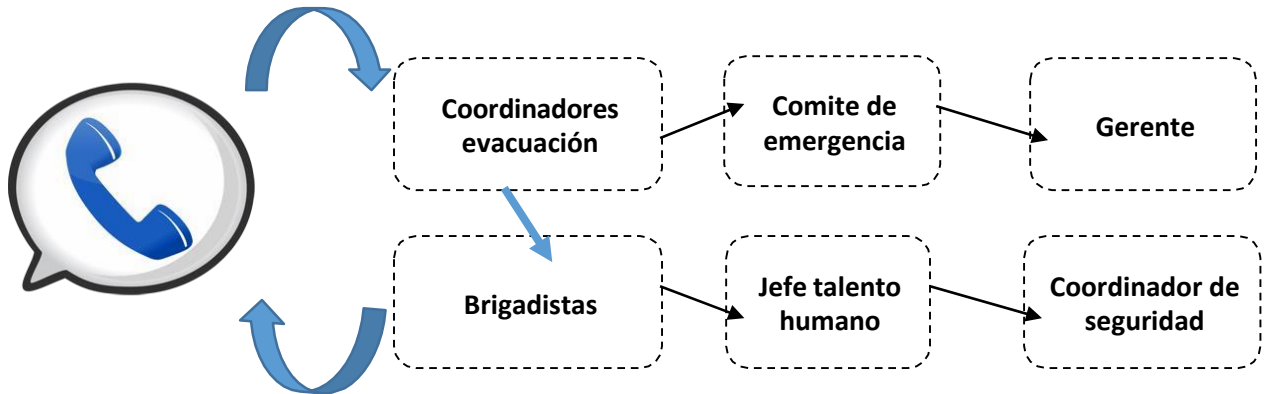 Coordinadores
evacuación
Comite de
emergencia
Gerente
Brigadistas
Jefe talento
humano
Coordinador de
seguridad